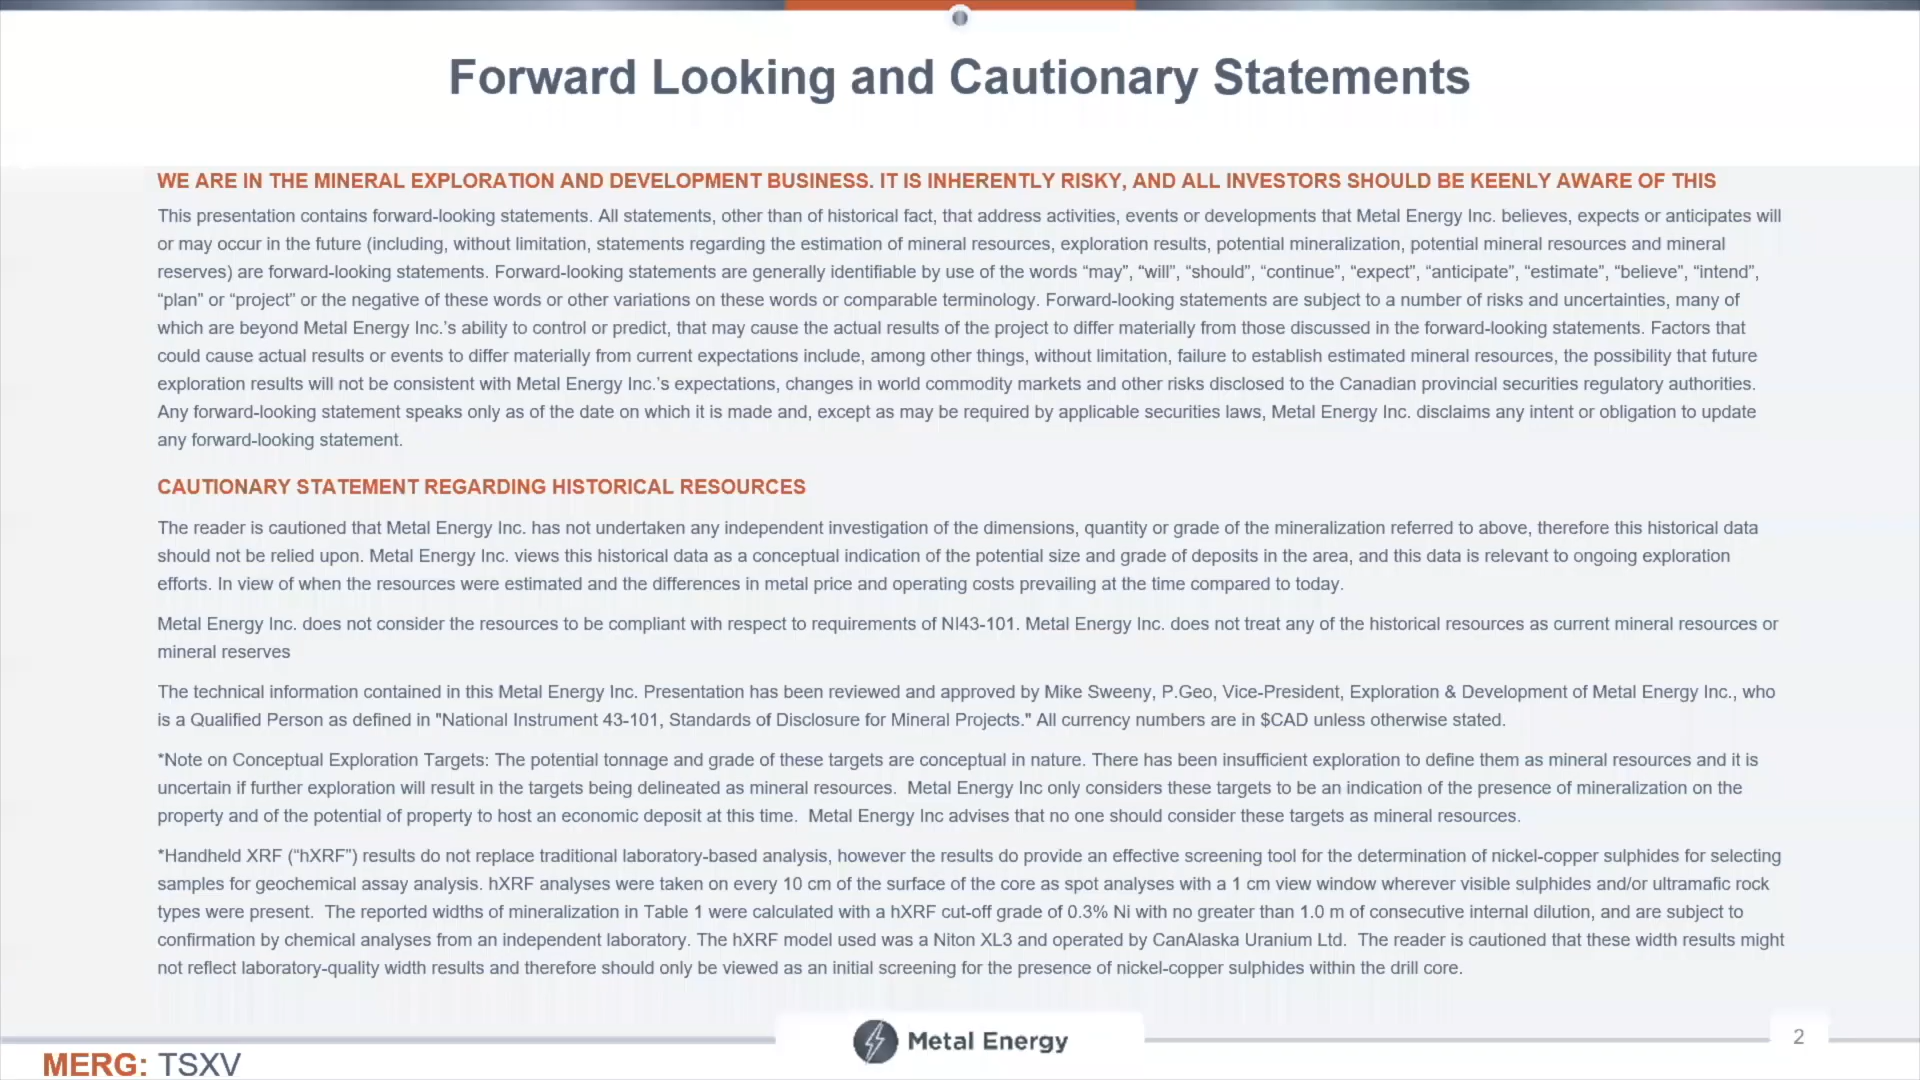 Forward Looking and Cautionary Statements
WE ARE IN THE MINERAL EXPLORATION AND DEVELOPMENT BUSINESS. IT IS INHERENTLY RISKY, AND ALL INVESTORS SHOULD BE KEENLY AWARE OF THIS
This presentation contains forward-looking statements. All statements, other than of historical fact, that address activities, events or developments that Metal Energy Inc. believes, expects or anticipates will
or may occur in the future (including, without limitation, statements regarding the estimation of mineral resources, exploration results, potential mineralization, potential mineral resources and mineral
reserves) are forward-looking statements. Forward-looking statements are generally identifiable by use of the words “may”, “will”, “should”, “continue”, “expect”, “anticipate”, “estimate”, “believe”, “intend”,
“plan” or “project” or the negative of these words or other variations on these words or comparable terminology. Forward-looking statements are subject to a number of risks and uncertainties, many of
which are beyond Metal Energy Inc.’s ability to control or predict, that may cause the actual results of the project to differ materially from those discussed in the forward-looking statements. Factors that
could cause actual results or events to differ materially from current expectations include, among other things, without limitation, failure to establish estimated mineral resources, the possibility that future
exploration results will not be consistent with Metal Energy Inc.’s expectations, changes in world commodity markets and other risks disclosed to the Canadian provincial securities regulatory authorities.
Any forward-looking statement speaks only as of the date on which it is made and, except as may be required by applicable securities laws, Metal Energy Inc. disclaims any intent or obligation to update
any forward-looking statement.
CAUTIONARY STATEMENT REGARDING HISTORICAL RESOURCES
The reader is cautioned that Metal Energy Inc. has not undertaken any independent investigation of the dimensions, quantity or grade of the mineralization referred to above, therefore this historical data
should not be relied upon. Metal Energy Inc. views this historical data as a conceptual indication of the potential size and grade of deposits in the area, and this data is relevant to ongoing exploration
efforts. In view of when the resources were estimated and the differences in metal price and operating costs prevailing at the time compared to today.
Metal Energy Inc. does not consider the resources to be compliant with respect to requirements of NI43-101. Metal Energy Inc. does not treat any of the historical resources as current mineral resources or
mineral reserves
The technical information contained in this Metal Energy Inc. Presentation has been reviewed and approved by Mike Sweeny, P.Geo, Vice-President, Exploration & Development of Metal Energy Inc., who
is a Qualified Person as defined in "National Instrument 43-101, Standards of Disclosure for Mineral Projects." All currency numbers are in $CAD unless otherwise stated.
*Note on Conceptual Exploration Targets: The potential tonnage and grade of these targets are conceptual in nature. There has been insufficient exploration to define them as mineral resources and it is
uncertain if further exploration will result in the targets being delineated as mineral resources.  Metal Energy Inc only considers these targets to be an indication of the presence of mineralization on the
property and of the potential of property to host an economic deposit at this time.  Metal Energy Inc advises that no one should consider these targets as mineral resources.
*Handheld XRF (“hXRF”) results do not replace traditional laboratory-based analysis, however the results do provide an effective screening tool for the determination of nickel-copper sulphides for selecting
samples for geochemical assay analysis. hXRF analyses were taken on every 10 cm of the surface of the core as spot analyses with a 1 cm view window wherever visible sulphides and/or ultramafic rock
types were present.  The reported widths of mineralization in Table 1 were calculated with a hXRF cut-off grade of 0.3% Ni with no greater than 1.0 m of consecutive internal dilution, and are subject to
confirmation by chemical analyses from an independent laboratory. The hXRF model used was a Niton XL3 and operated by CanAlaska Uranium Ltd.  The reader is cautioned that these width results might
not reflect laboratory-quality width results and therefore should only be viewed as an initial screening for the presence of nickel-copper sulphides within the drill core.
Metal Energy
2
MERG: TSXV